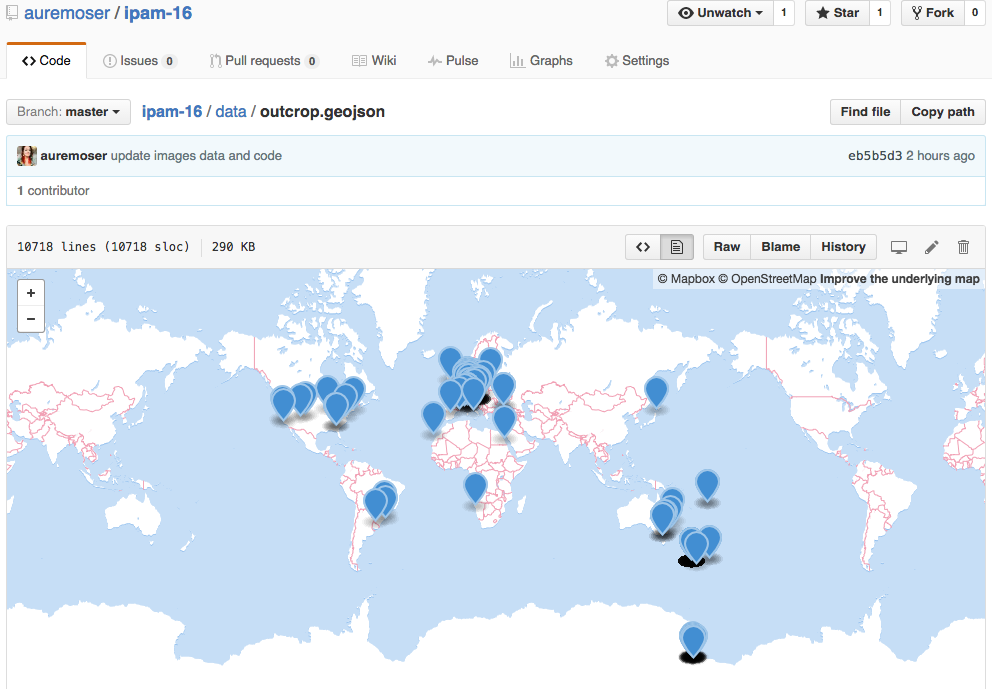 auremoser / ipam-16 Unwatch 1 Star 1 Fork 0
Code Issues 0 Pull requests 0 Wiki Pulse Graphs Settings
Branch: master ipam-16 / data / outcrop.geojson Find file Copy path
auremoser update images data and code eb5b5d3 2 hours ago
1 contributor
10718 lines (10718 sloc) 290 KB <> Raw Blame History
© Mapbox © OpenStreetMap Improve the underlying map
+
−